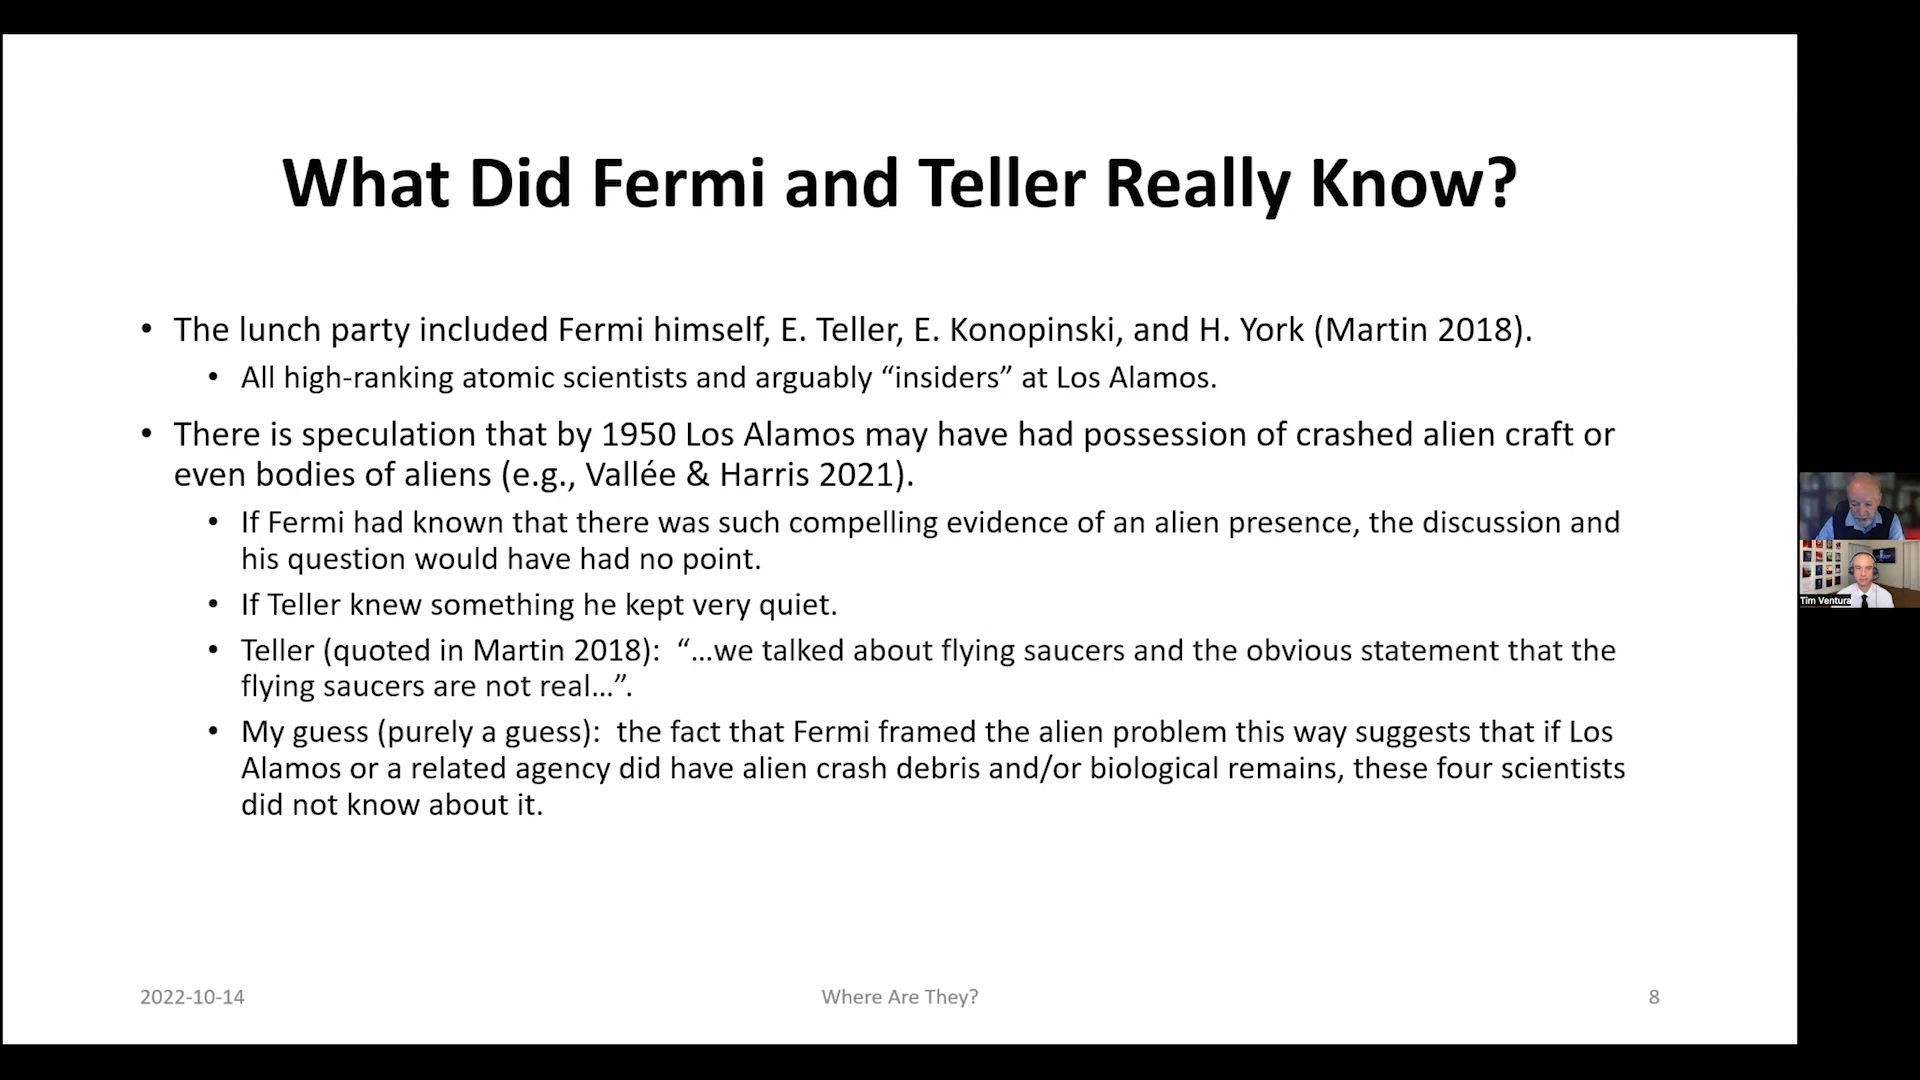 What Did Fermi and Teller Really Know?
• The lunch party included Fermi himself, E. Teller, E. Konopinski, and H. York (Martin 2018).
• All high-ranking atomic scientists and arguably “insiders” at Los Alamos.
• There is speculation that by 1950 Los Alamos may have had possession of crashed alien craft or
even bodies of aliens (e.g., Vallée & Harris 2021).
• If Fermi had known that there was such compelling evidence of an alien presence, the discussion and
his question would have had no point.
• If Teller knew something he kept very quiet.
• Teller (quoted in Martin 2018):  “…we talked about flying saucers and the obvious statement that the
flying saucers are not real…”.
• My guess (purely a guess):  the fact that Fermi framed the alien problem this way suggests that if Los
Alamos or a related agency did have alien crash debris and/or biological remains, these four scientists
did not know about it.
Tim Ventura
2022-10-14
Where Are They?
8